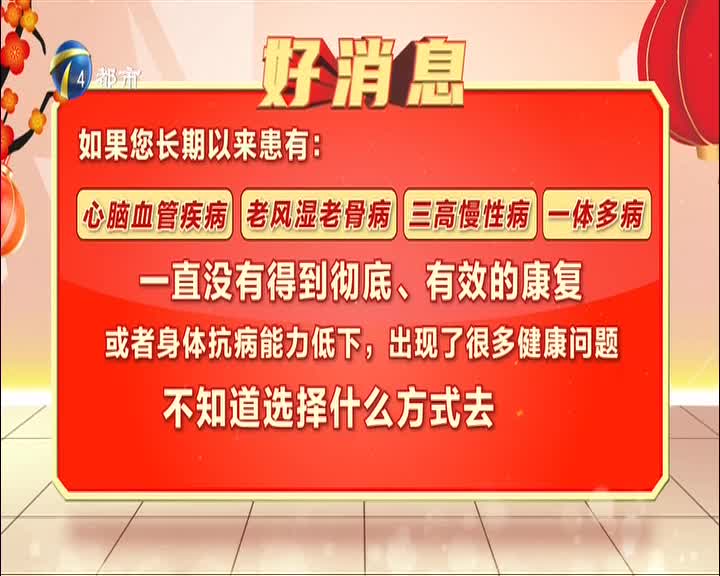 4 都市
好消息
如果您长期以来患有：
心脑血管疾病 老风湿老骨病 三高慢性病 一体多病
一直没有得到彻底、有效的康复
或者身体抗病能力低下，出现了很多健康问题
不知道选择什么方式去